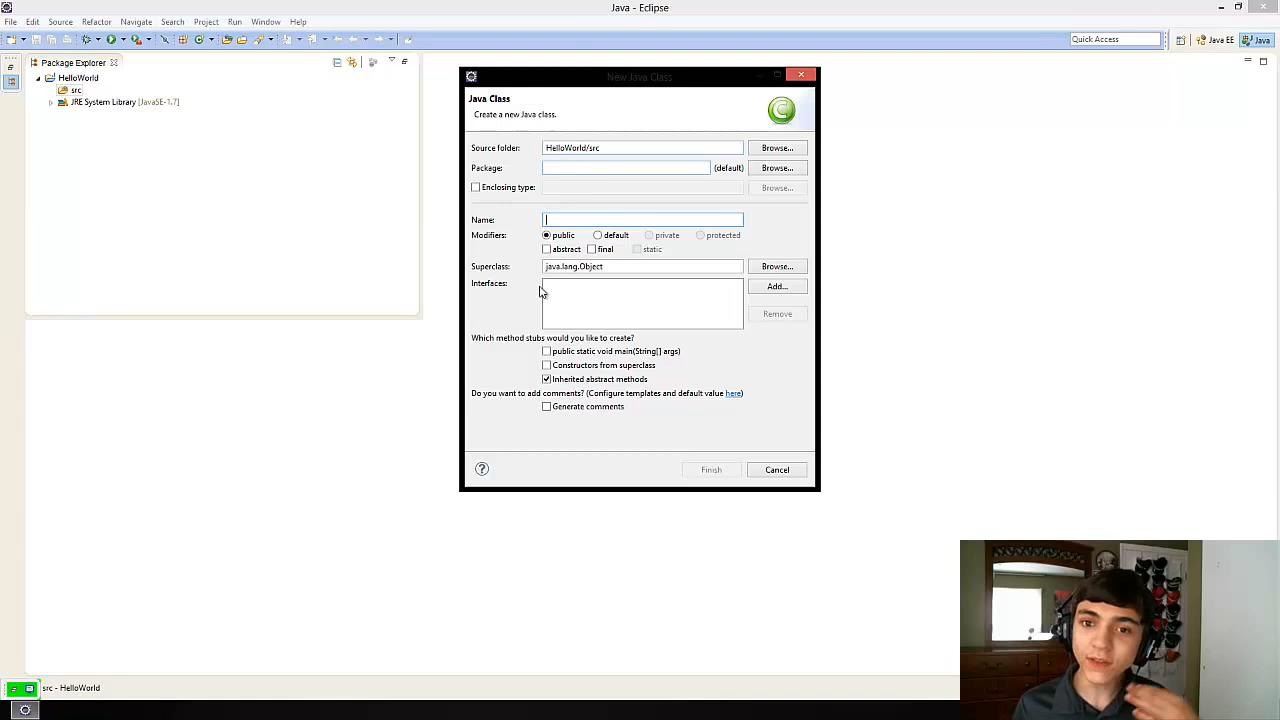 Java - Eclipse
File Edit Source Refactor Navigate Search Project Run Window Help
Quick Access
Java EE
Java
Package Explorer
HelloWorld
src
JRE System Library [JavaSE-1.7]
New Java Class
Java Class
Create a new Java class.
Source folder: HelloWorld/src Browse...
Package: (default) Browse...
Enclosing type: Browse...
Name:
Modifiers: public default private protected
abstract final static
Superclass: java.lang.Object Browse...
Interfaces: Add...
Remove
Which method stubs would you like to create?
public static void main(String[] args)
Constructors from superclass
Inherited abstract methods
Do you want to add comments? (Configure templates and default value here)
Generate comments
Finish Cancel
src - HelloWorld